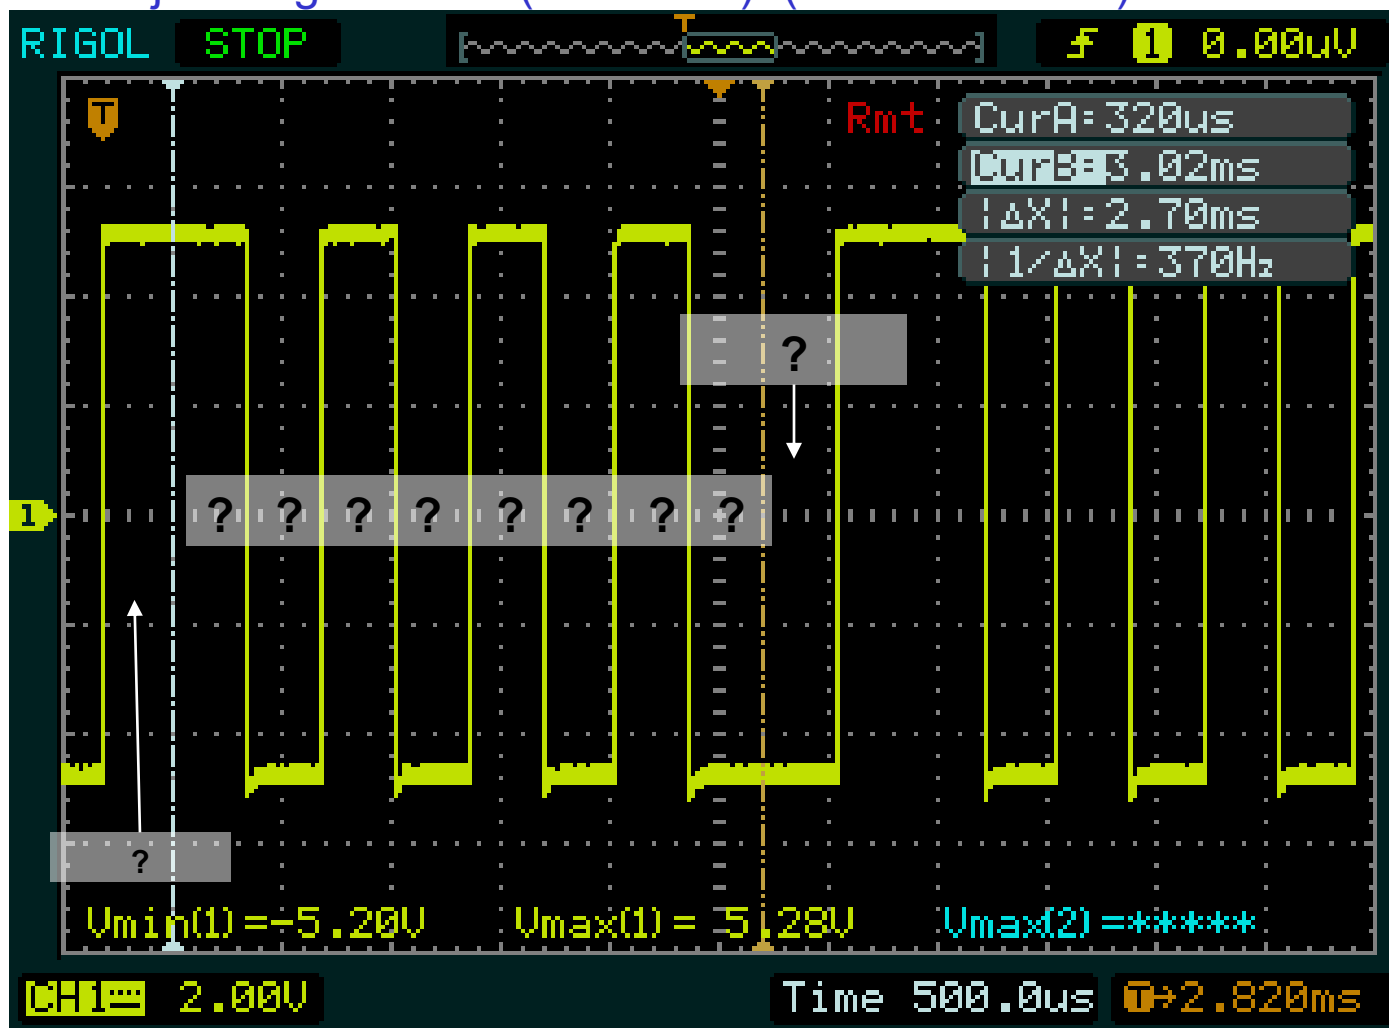 RIGOL STOP T 1 0.00uV
T Rmt CurA:320us
CurB:3.02ms
|ΔX|:2.70ms
|1/ΔX|:370Hz
?
1 ? ? ? ? ? ? ? ?
?
Vmin(1)=-5.20V Vmax(1)= 5.28V Vmax(2)=*****
CH1 2.00V Time 500.0us T→2.820ms